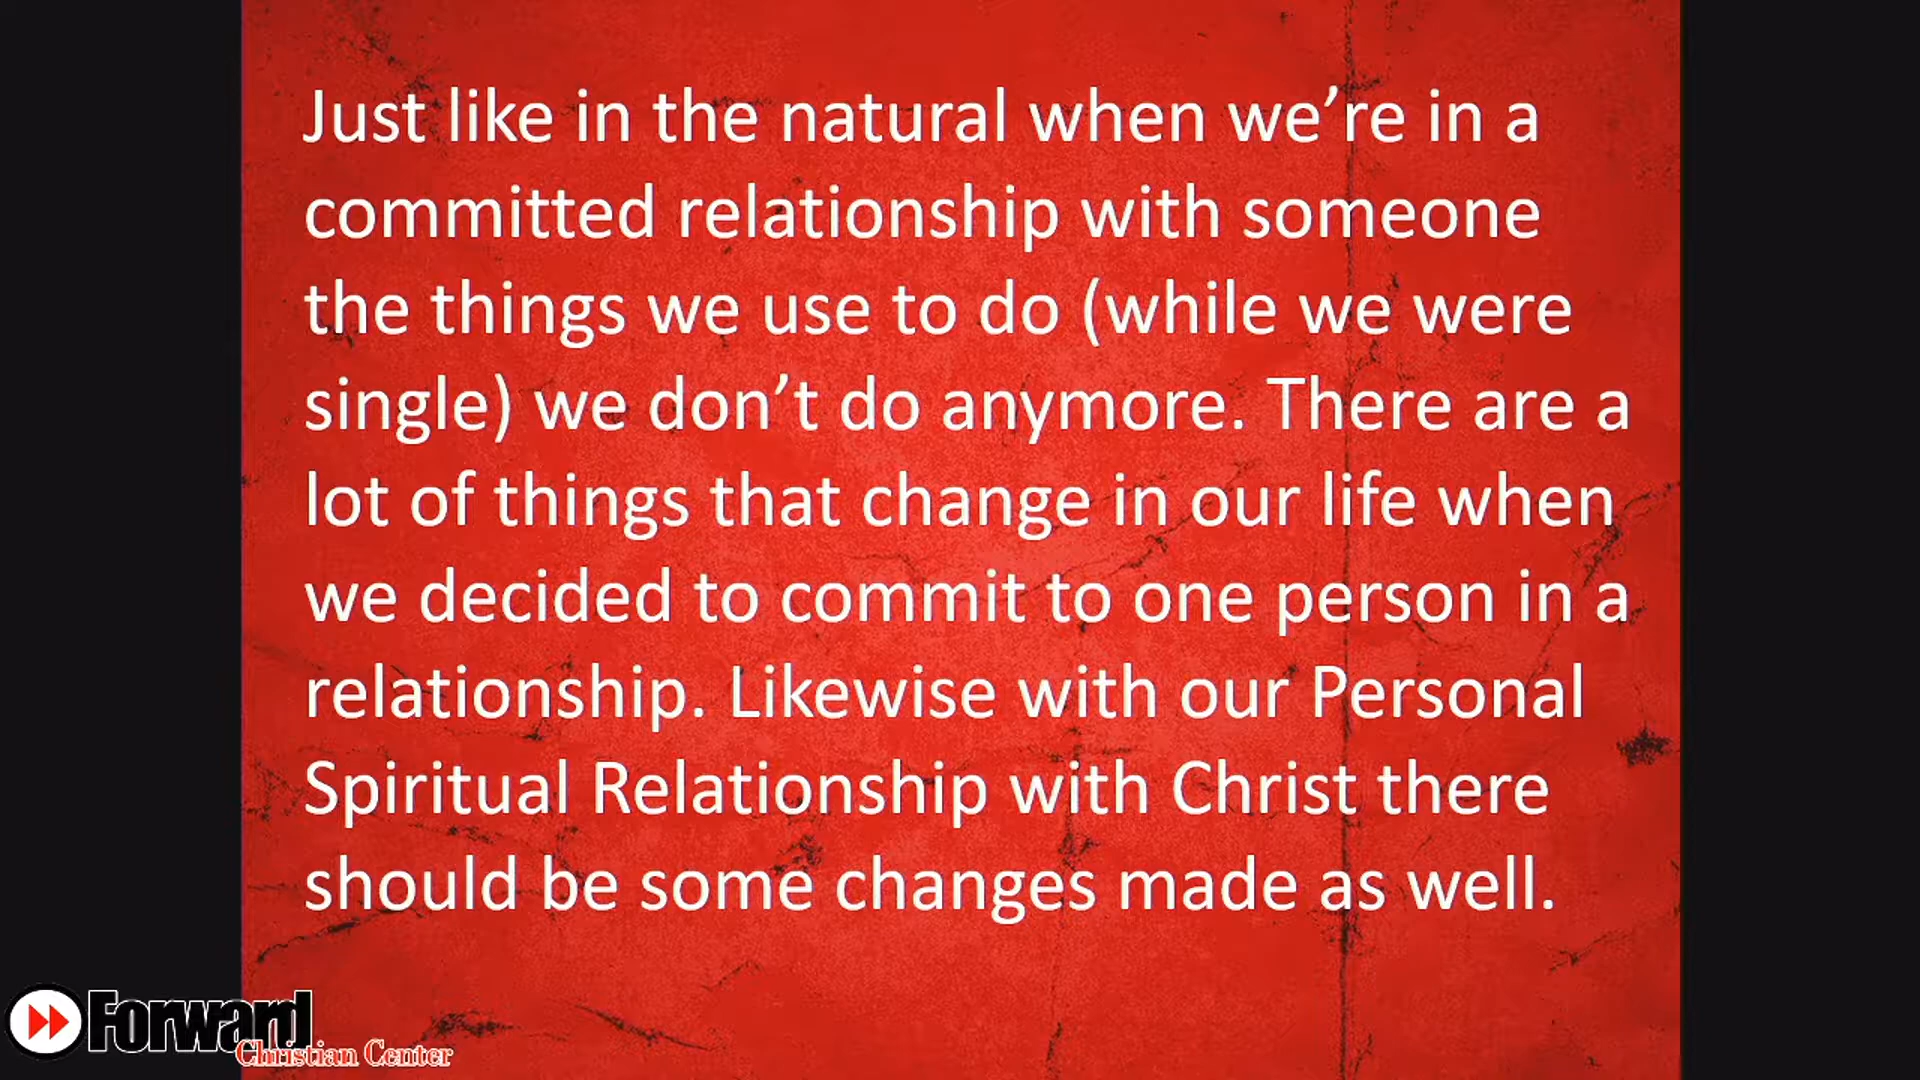 Just like in the natural when we’re in a
committed relationship with someone
the things we use to do (while we were
single) we don’t do anymore. There are a
lot of things that change in our life when
we decided to commit to one person in a
relationship. Likewise with our Personal
Spiritual Relationship with Christ there
should be some changes made as well.
Forward
Christian Center